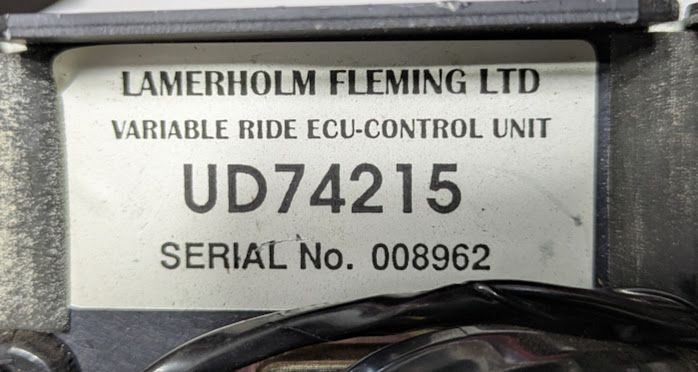 LAMERHOLM FLEMING LTD
VARIABLE RIDE ECU-CONTROL UNIT
UD74215
SERIAL No. 008962